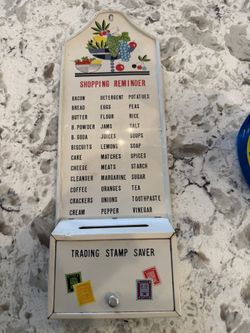 SHOPPING REMINDER
BACON DETERGENT POTATOES
BREAD EGGS PEAS
BUTTER FLOUR RICE
B. POWDER JAMS SALT
B. SODA JUICES SOUPS
BISCUITS LEMONS SOAP
CAKE MATCHES SPICES
CHEESE MEATS STARCH
CLEANSER MARGARINE SUGAR
COFFEE ORANGES TEA
CRACKERS ONIONS TOOTHPASTE
CREAM PEPPER VINEGAR
TRADING STAMP SAVER